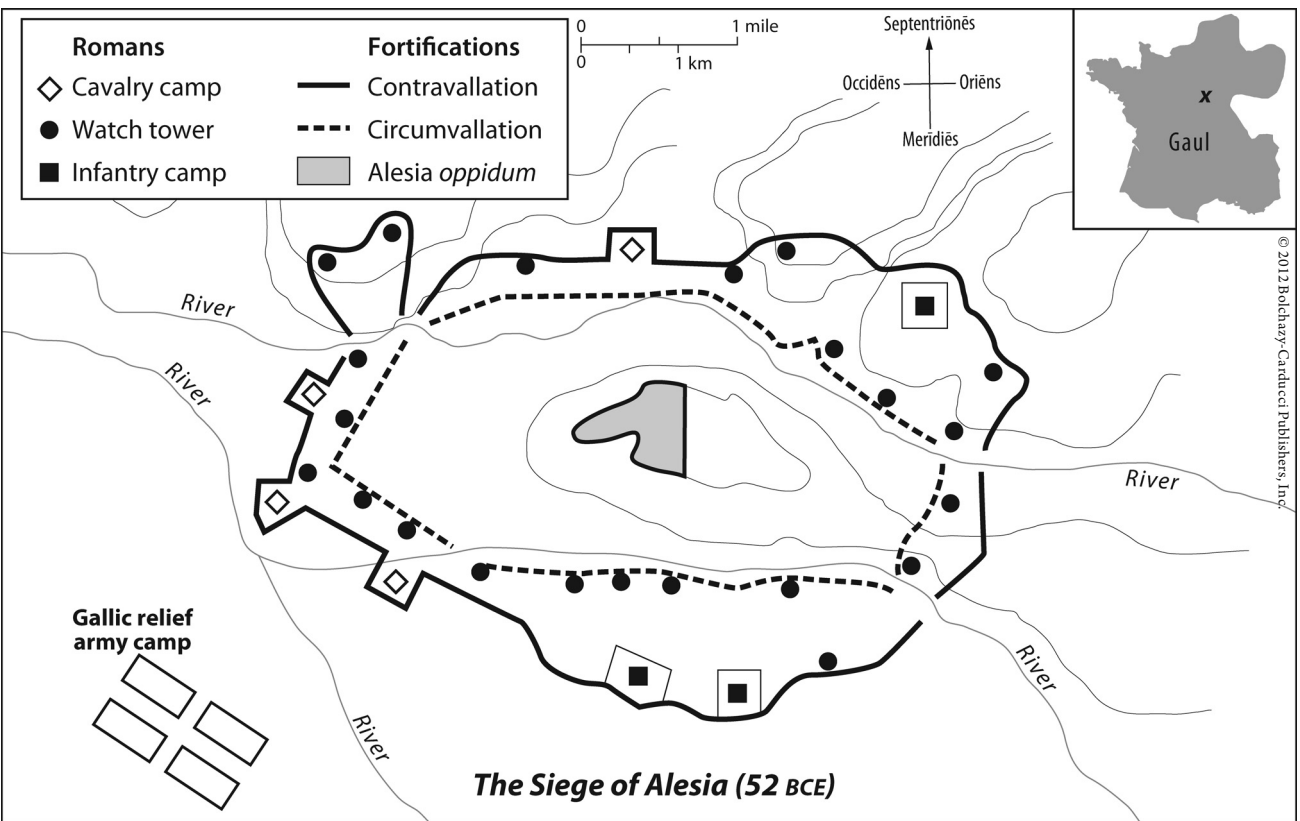 Romans
Cavalry camp
Watch tower
Infantry camp
Fortifications
Contravallation
Circumvallation
Alesia oppidum
0 1 mile
0 1 km
Septentriōnēs
Occidēns Oriēns
Merīdiēs
x
Gaul
© 2012 Bolchazy-Carducci Publishers, Inc.
River
River
River
River
River
Gallic relief
army camp
The Siege of Alesia (52 BCE)